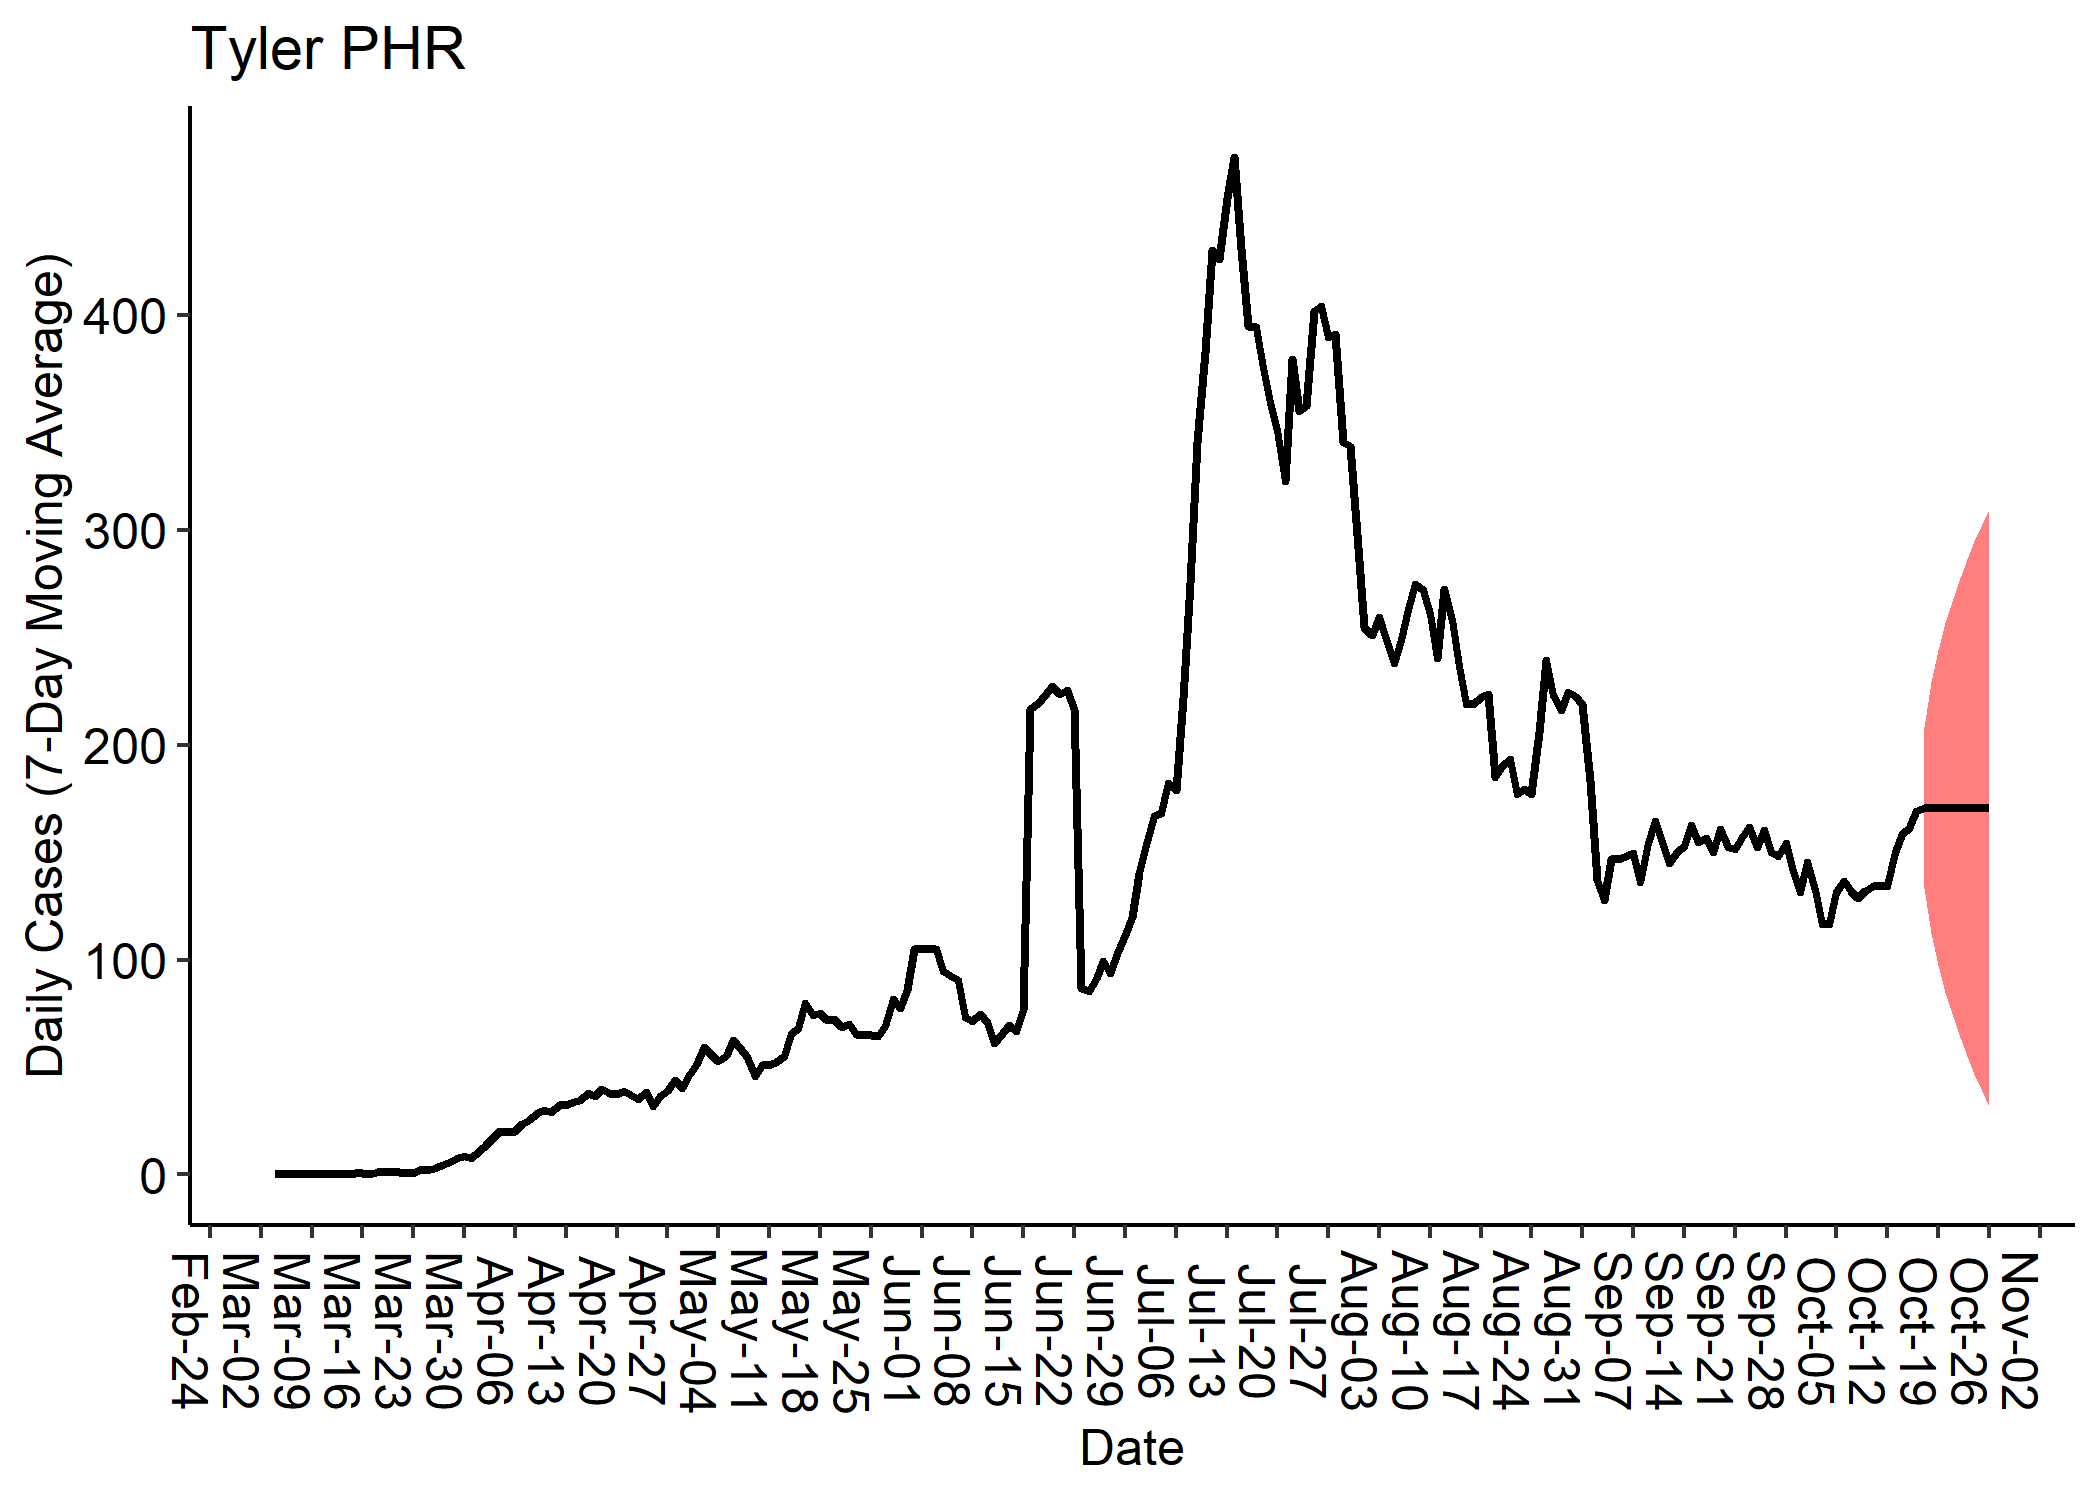 Tyler PHR
Daily Cases (7-Day Moving Average)
400
300
200
100
0
Feb-24
Mar-02
Mar-09
Mar-16
Mar-23
Mar-30
Apr-06
Apr-13
Apr-20
Apr-27
May-04
May-11
May-18
May-25
Jun-01
Jun-08
Jun-15
Jun-22
Jun-29
Jul-06
Jul-13
Jul-20
Jul-27
Aug-03
Aug-10
Aug-17
Aug-24
Aug-31
Sep-07
Sep-14
Sep-21
Sep-28
Oct-05
Oct-12
Oct-19
Oct-26
Nov-02
Date